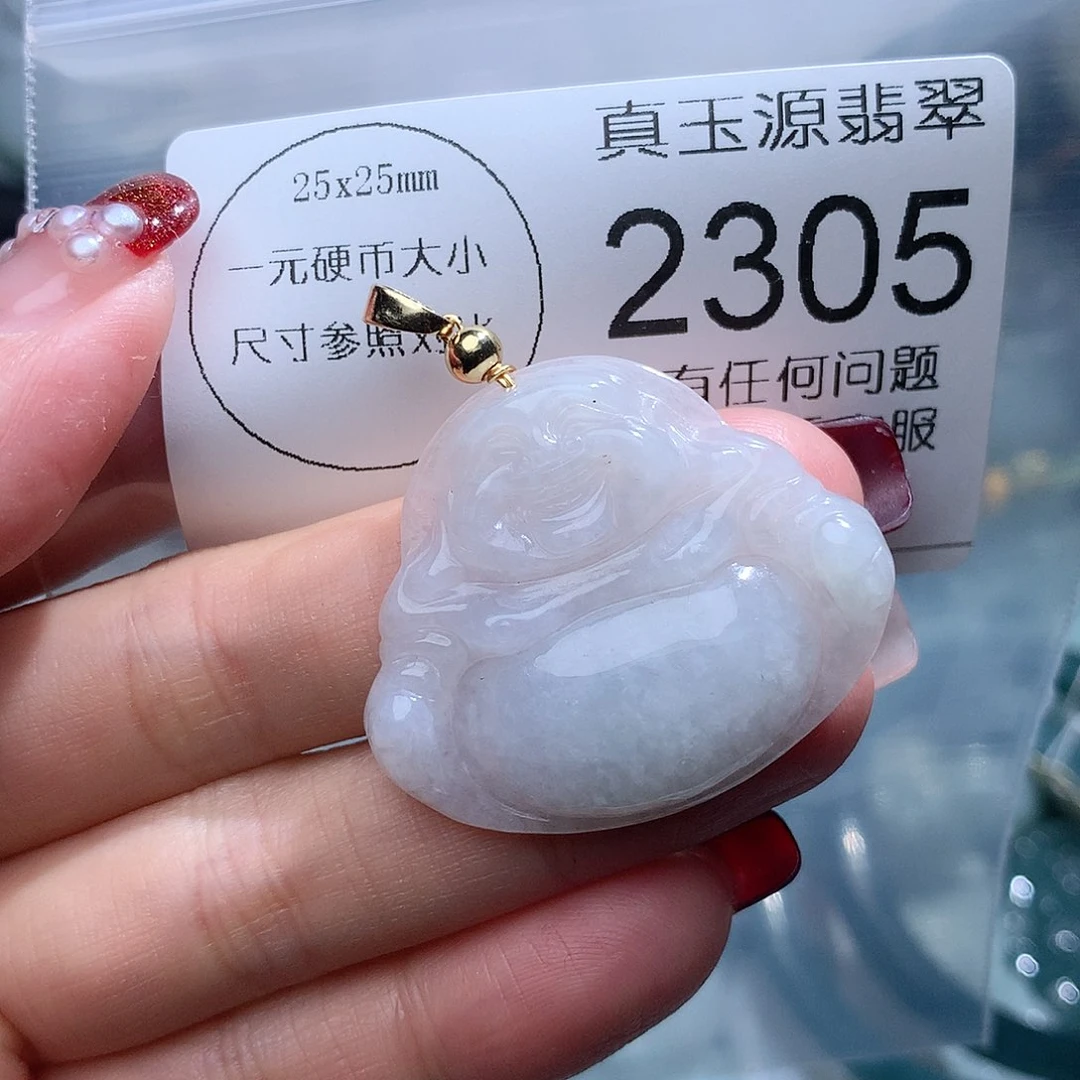 真玉源翡翠
25x25mm
2305
一元硬币大小
尺寸参照对
有任何问题
服